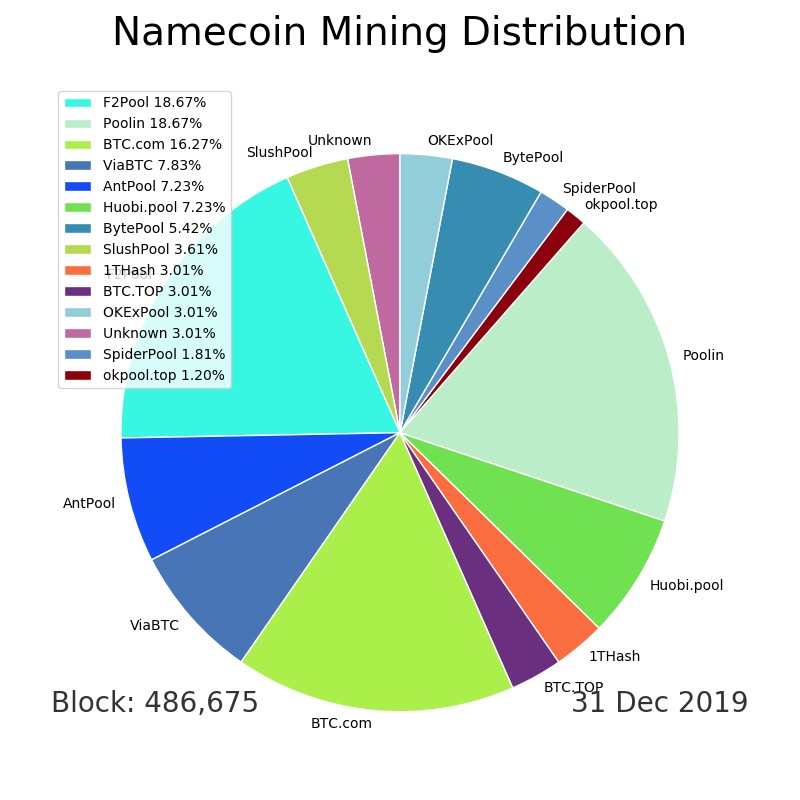 Namecoin Mining Distribution
F2Pool 18.67%
Poolin 18.67%
BTC.com 16.27%
ViaBTC 7.83%
AntPool 7.23%
Huobi.pool 7.23%
BytePool 5.42%
SlushPool 3.61%
1THash 3.01%
BTC.TOP 3.01%
OKExPool 3.01%
Unknown 3.01%
SpiderPool 1.81%
okpool.top 1.20%
Unknown
OKExPool
SlushPool
BytePool
SpiderPool
okpool.top
F2Pool
Poolin
AntPool
Huobi.pool
ViaBTC
1THash
BTC.TOP
BTC.com
Block: 486,675
31 Dec 2019